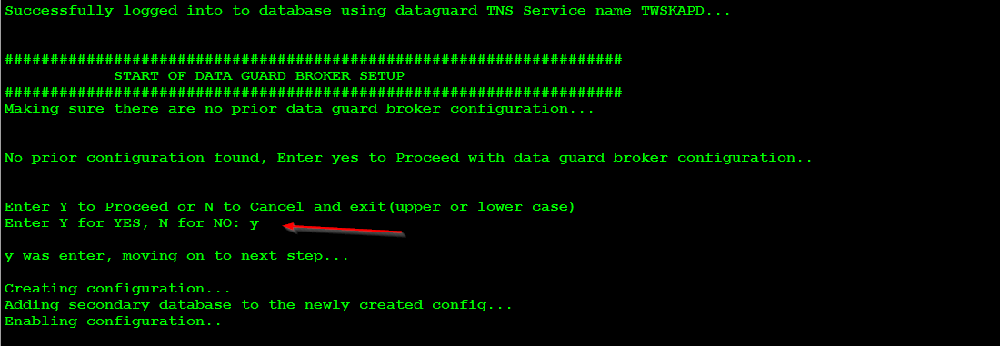 Successfully logged into to database using dataguard TNS Service name TWSKAPD...
####################################################################
START OF DATA GUARD BROKER SETUP
####################################################################
Making sure there are no prior data guard broker configuration...
No prior configuration found, Enter yes to Proceed with data guard broker configuration..
Enter Y to Proceed or N to Cancel and exit(upper or lower case)
Enter Y for YES, N for NO: y
y was enter, moving on to next step...
Creating configuration...
Adding secondary database to the newly created config...
Enabling configuration..